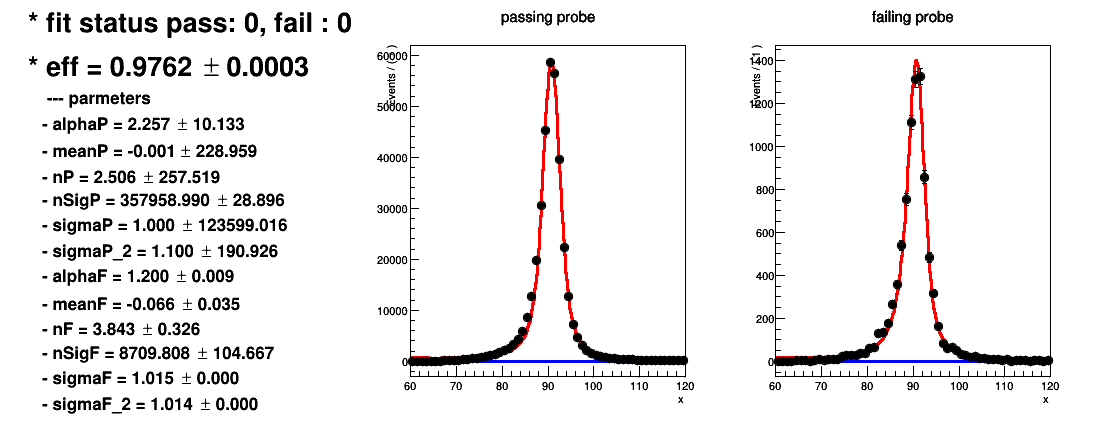 * fit status pass: 0, fail : 0
* eff = 0.9762 ± 0.0003
--- parmeters
- alphaP = 2.257 ± 10.133
- meanP = -0.001 ± 228.959
- nP = 2.506 ± 257.519
- nSigP = 357958.990 ± 28.896
- sigmaP = 1.000 ± 123599.016
- sigmaP_2 = 1.100 ± 190.926
- alphaF = 1.200 ± 0.009
- meanF = -0.066 ± 0.035
- nF = 3.843 ± 0.326
- nSigF = 8709.808 ± 104.667
- sigmaF = 1.015 ± 0.000
- sigmaF_2 = 1.014 ± 0.000
passing probe
Events / ( 1 )
60000
50000
40000
30000
20000
10000
0
60 70 80 90 100 110 120
x
failing probe
Events / ( 1 )
1400
1200
1000
800
600
400
200
0
60 70 80 90 100 110 120
x